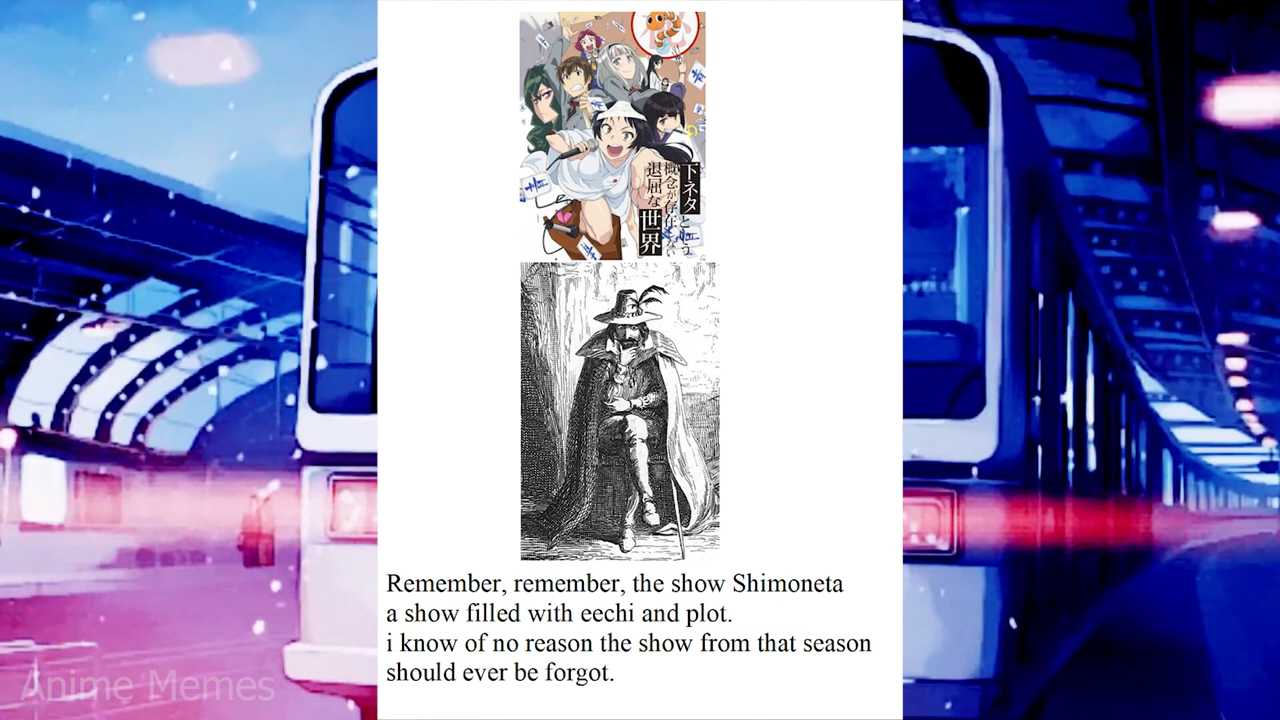 下ネタという
概念が存在しない
退屈な世界
Remember, remember, the show Shimoneta
a show filled with eechi and plot.
i know of no reason the show from that season
should ever be forgot.
Anime Memes